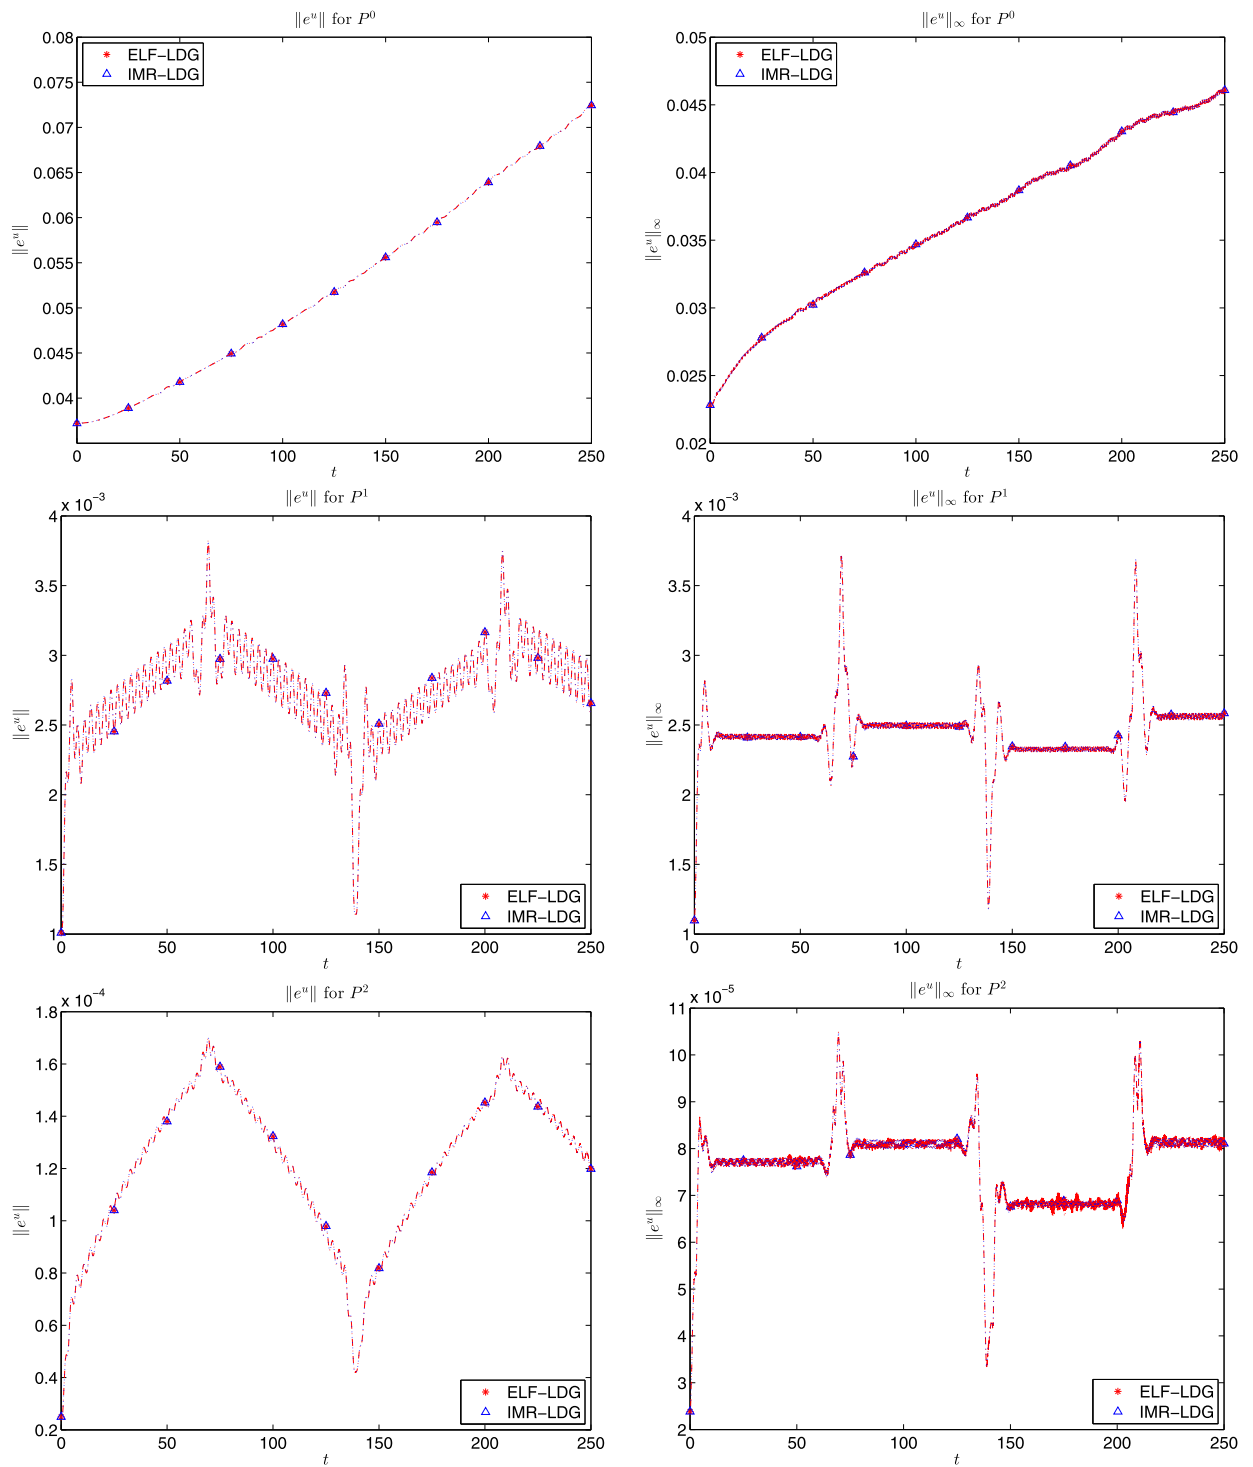 ‖e^u‖ for P^0
0.08
0.075
0.07
0.065
0.06
0.055
0.05
0.045
0.04
‖e^u‖
ELF-LDG
IMR-LDG
0 50 100 150 200 250
t
‖e^u‖_∞ for P^0
0.05
0.045
0.04
0.035
0.03
0.025
0.02
‖e^u‖_∞
ELF-LDG
IMR-LDG
0 50 100 150 200 250
t
‖e^u‖ for P^1
x 10^-3
4
3.5
3
2.5
2
1.5
1
‖e^u‖
ELF-LDG
IMR-LDG
0 50 100 150 200 250
t
‖e^u‖_∞ for P^1
x 10^-3
4
3.5
3
2.5
2
1.5
1
‖e^u‖_∞
ELF-LDG
IMR-LDG
0 50 100 150 200 250
t
‖e^u‖ for P^2
x 10^-4
1.8
1.6
1.4
1.2
1
0.8
0.6
0.4
0.2
‖e^u‖
ELF-LDG
IMR-LDG
0 50 100 150 200 250
t
‖e^u‖_∞ for P^2
x 10^-5
11
10
9
8
7
6
5
4
3
2
‖e^u‖_∞
ELF-LDG
IMR-LDG
0 50 100 150 200 250
t